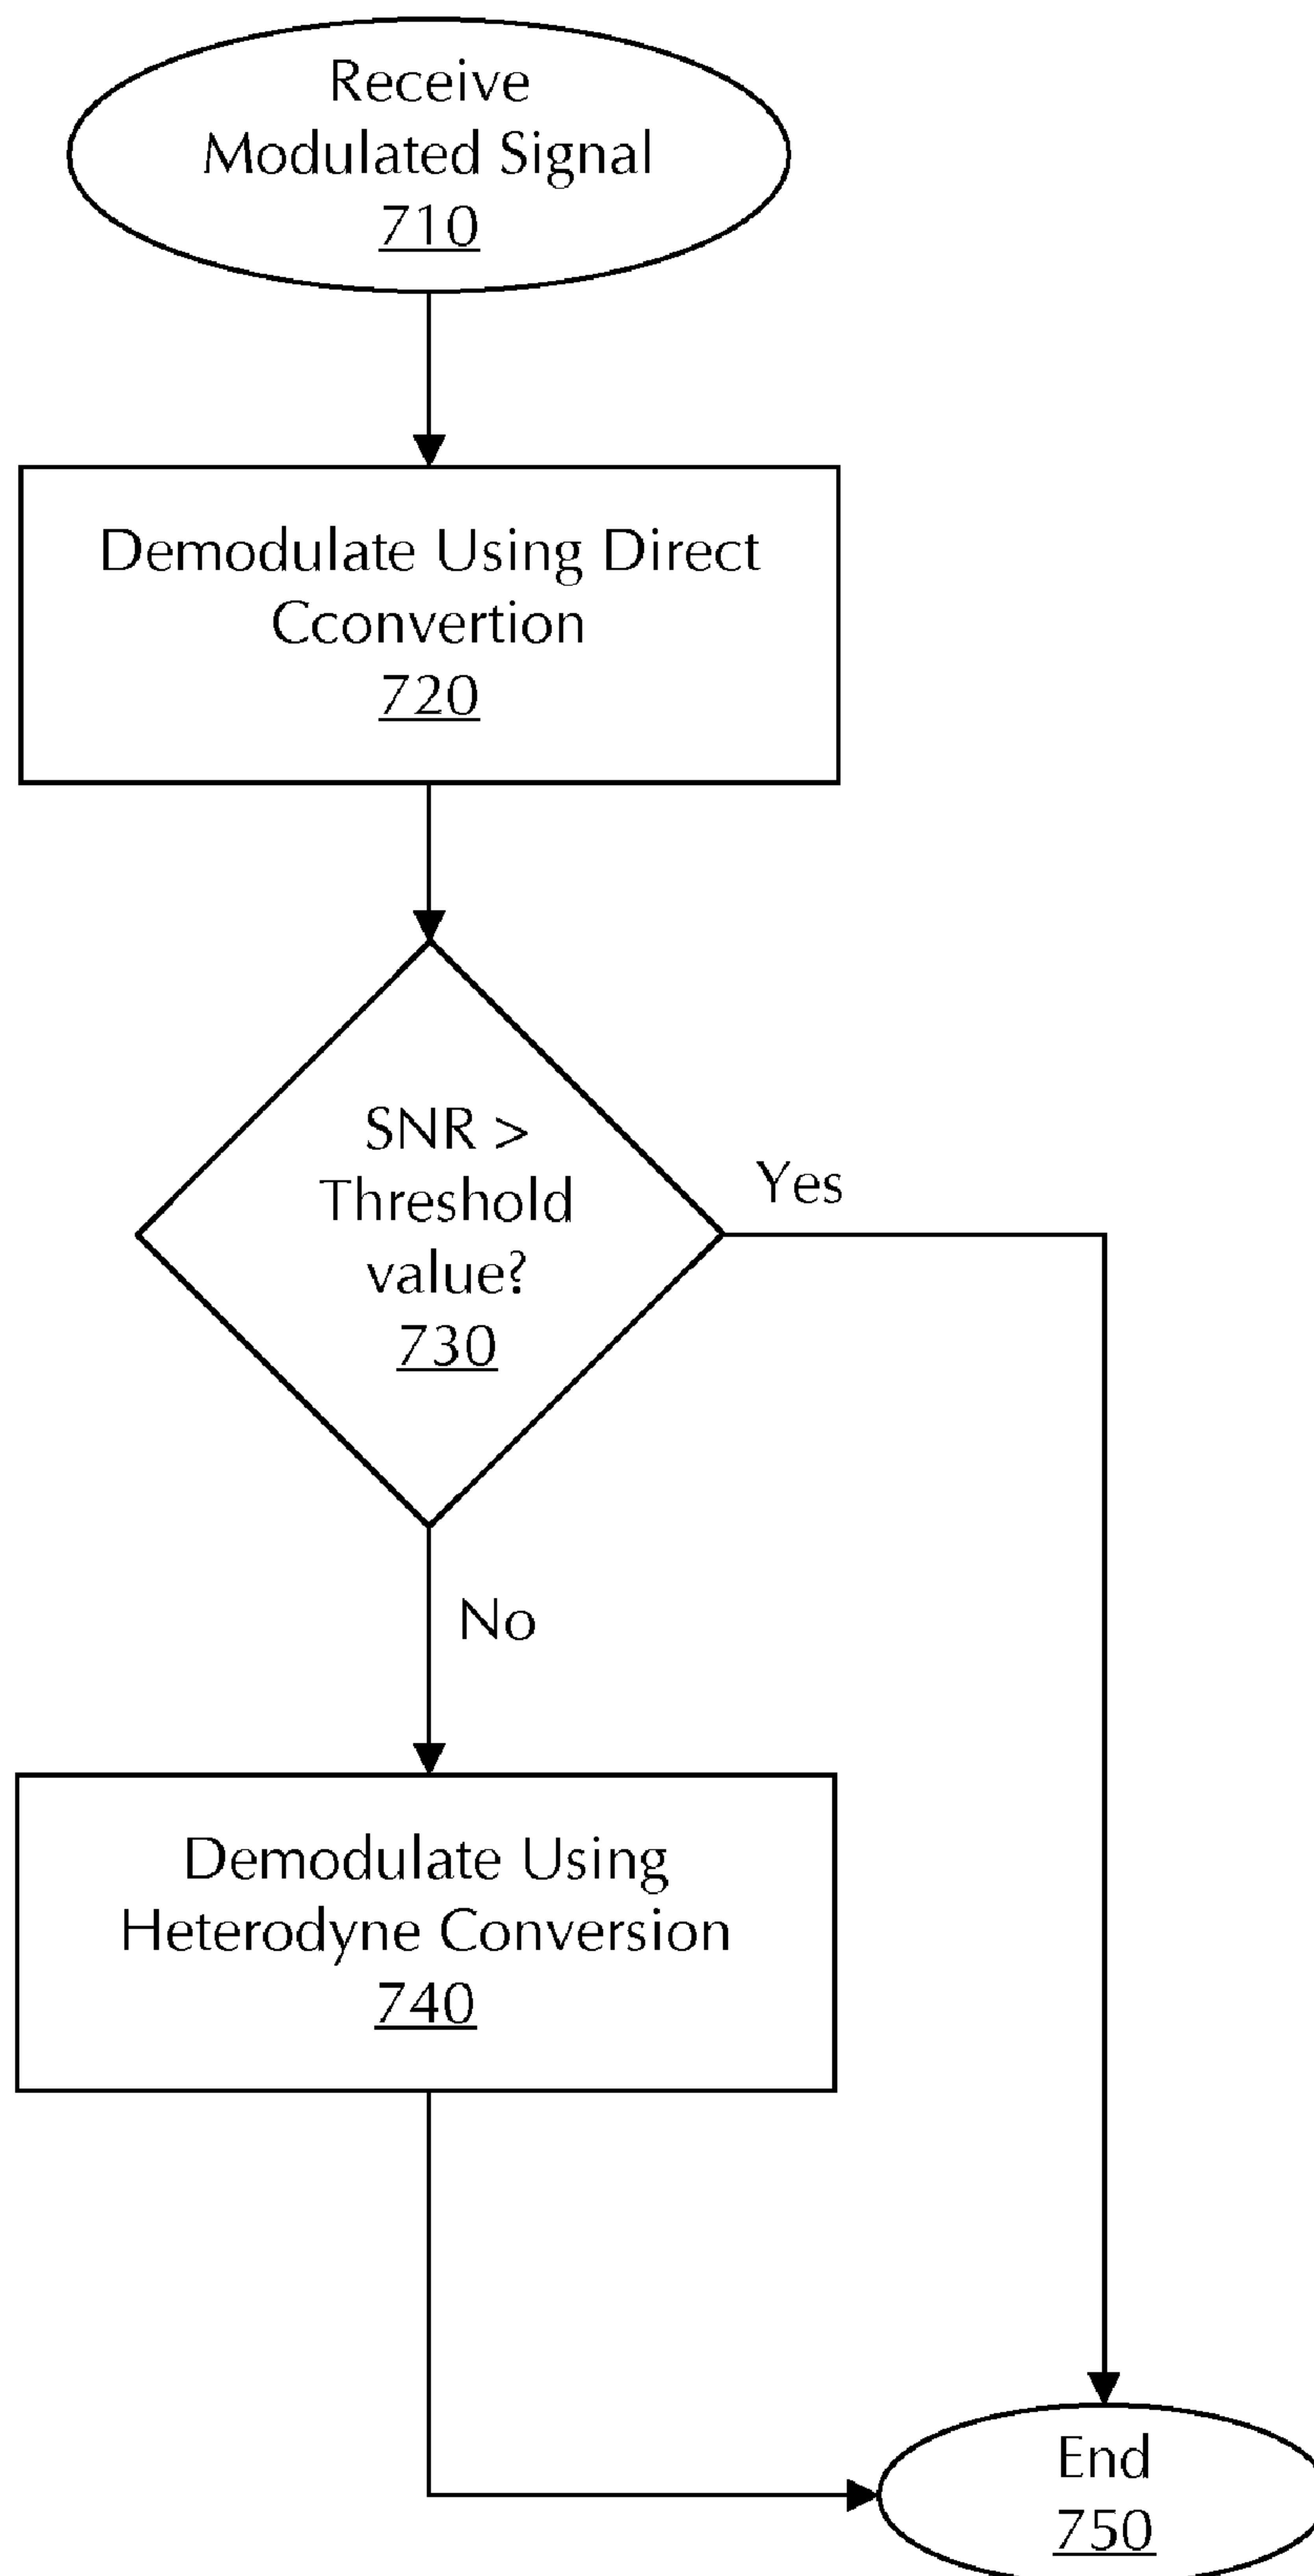 Receive
Modulated Signal
710
Demodulate Using Direct
Cconvertion
720
SNR >
Threshold
value?
730
Yes
No
Demodulate Using
Heterodyne Conversion
740
End
750